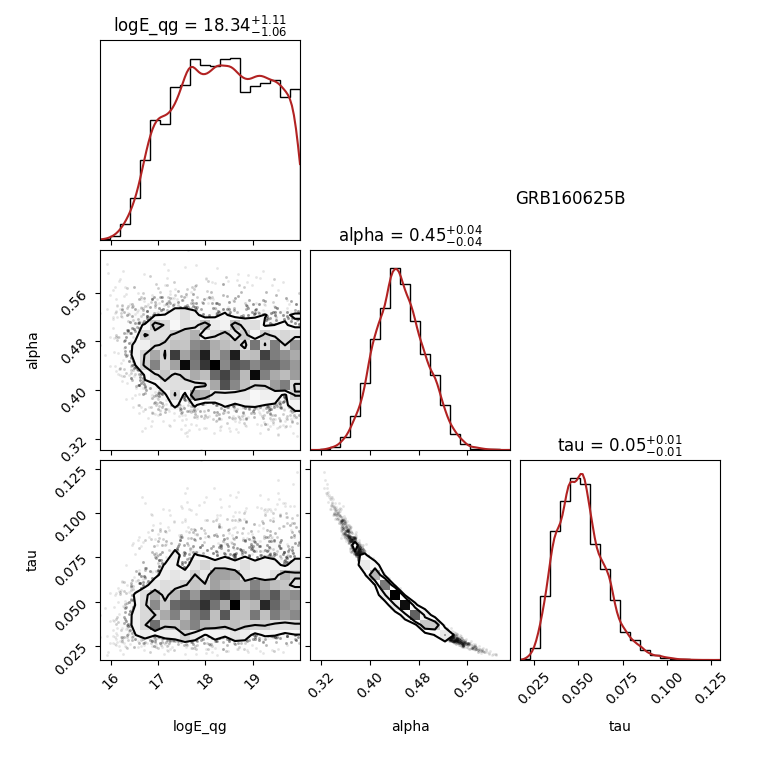 logE_qg = 18.34+1.11−1.06
GRB160625B
alpha = 0.45+0.04−0.04
0.56
0.48
0.40
0.32
alpha
tau = 0.05+0.01−0.01
0.125
0.100
0.075
0.050
0.025
tau
16 17 18 19
0.32 0.40 0.48 0.56
0.025 0.050 0.075 0.100 0.125
logE_qg alpha tau